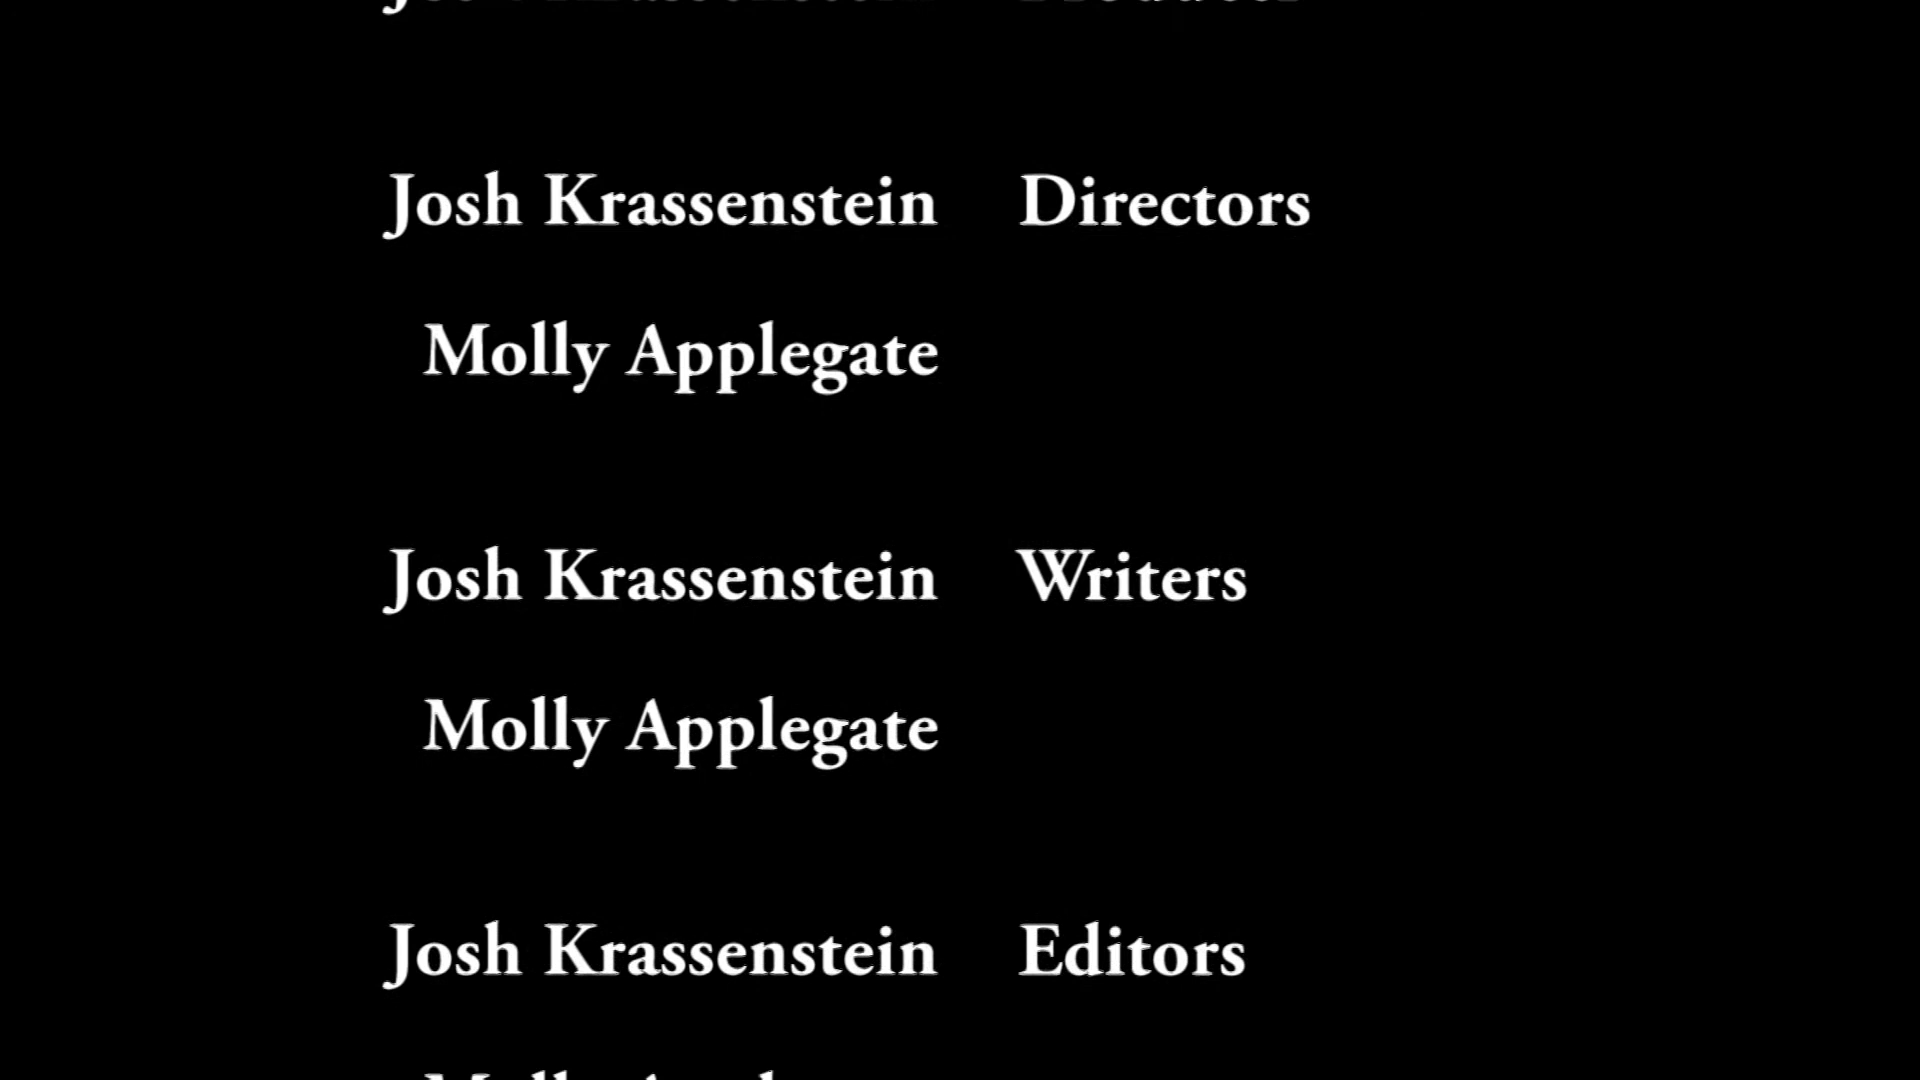 Josh Krassenstein Directors
Molly Applegate
Josh Krassenstein Writers
Molly Applegate
Josh Krassenstein Editors